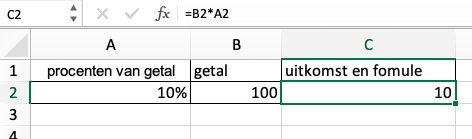 C2 fx =B2*A2
A B C
1 procenten van getal getal uitkomst en fomule
2 10% 100 10
3
4